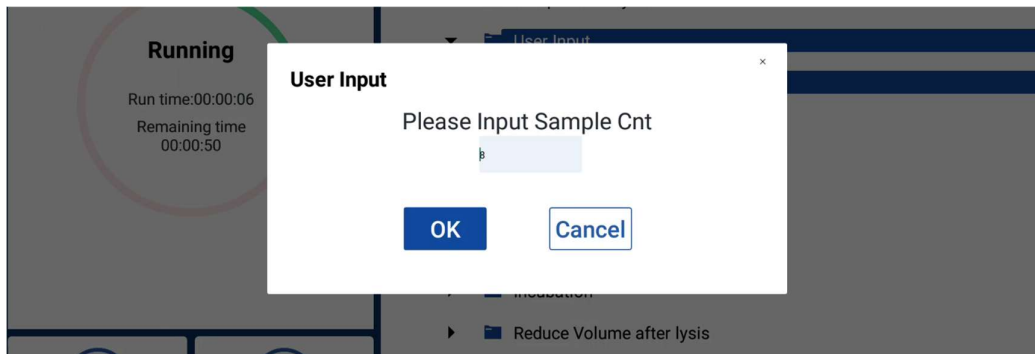 Running
Run time:00:00:06
Remaining time
00:00:50
User Input
User Input
×
Please Input Sample Cnt
8
OK
Cancel
Incubation
Reduce Volume after lysis